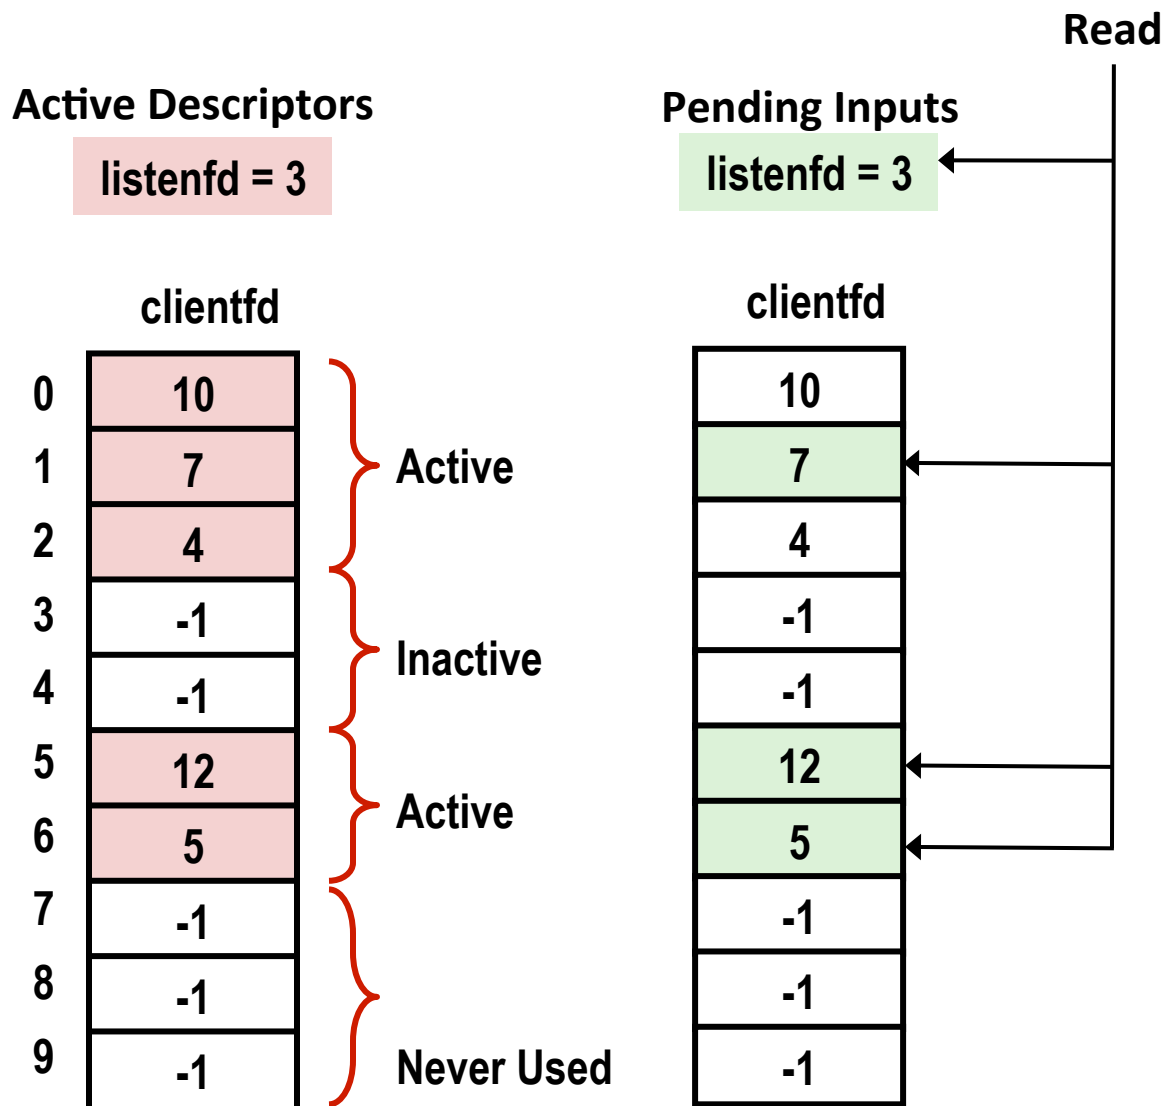 Read
Active Descriptors
listenfd = 3
clientfd
0 10
1 7
2 4
Active
3 -1
4 -1
Inactive
5 12
6 5
Active
7 -1
8 -1
9 -1
Never Used
Pending Inputs
listenfd = 3
clientfd
10
7
4
-1
-1
12
5
-1
-1
-1